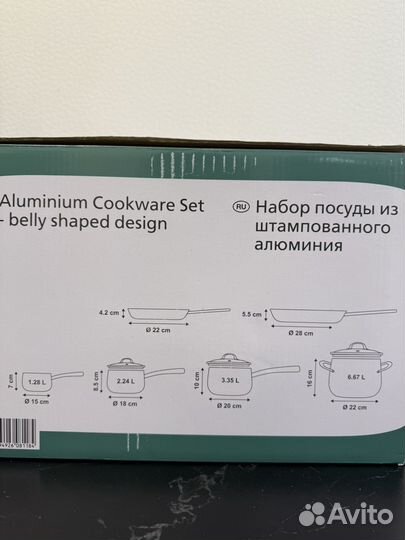 Aluminium Cookware Set
- belly shaped design
RU Набор посуды из
штампованного
алюминия
4.2 cm
Ø 22 cm
5.5 cm
Ø 28 cm
7 cm
1.28 L
Ø 15 cm
8.5 cm
2.24 L
Ø 18 cm
10 cm
3.35 L
Ø 20 cm
16 cm
6.67 L
Ø 22 cm
Avito